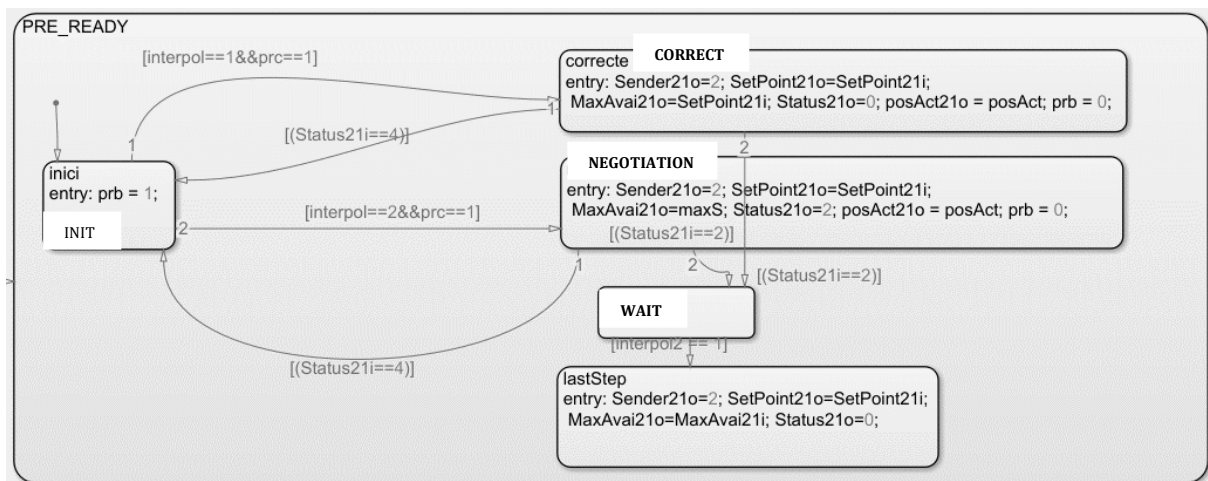 PRE_READY
[interpol==1&&prc==1]
CORRECT
correcte
entry: Sender21o=2; SetPoint21o=SetPoint21i;
MaxAvai21o=SetPoint21i; Status21o=0; posAct21o = posAct; prb = 0;
1
[(Status21i==4)]
1
2
inici
entry: prb = 1;
INIT
NEGOTIATION
entry: Sender21o=2; SetPoint21o=SetPoint21i;
MaxAvai21o=maxS; Status21o=2; posAct21o = posAct; prb = 0;
[interpol==2&&prc==1]
2
[(Status21i==2)]
1
2
[(Status21i==2)]
WAIT
[interpol2 == 1]
[(Status21i==4)]
lastStep
entry: Sender21o=2; SetPoint21o=SetPoint21i;
MaxAvai21o=MaxAvai21i; Status21o=0;